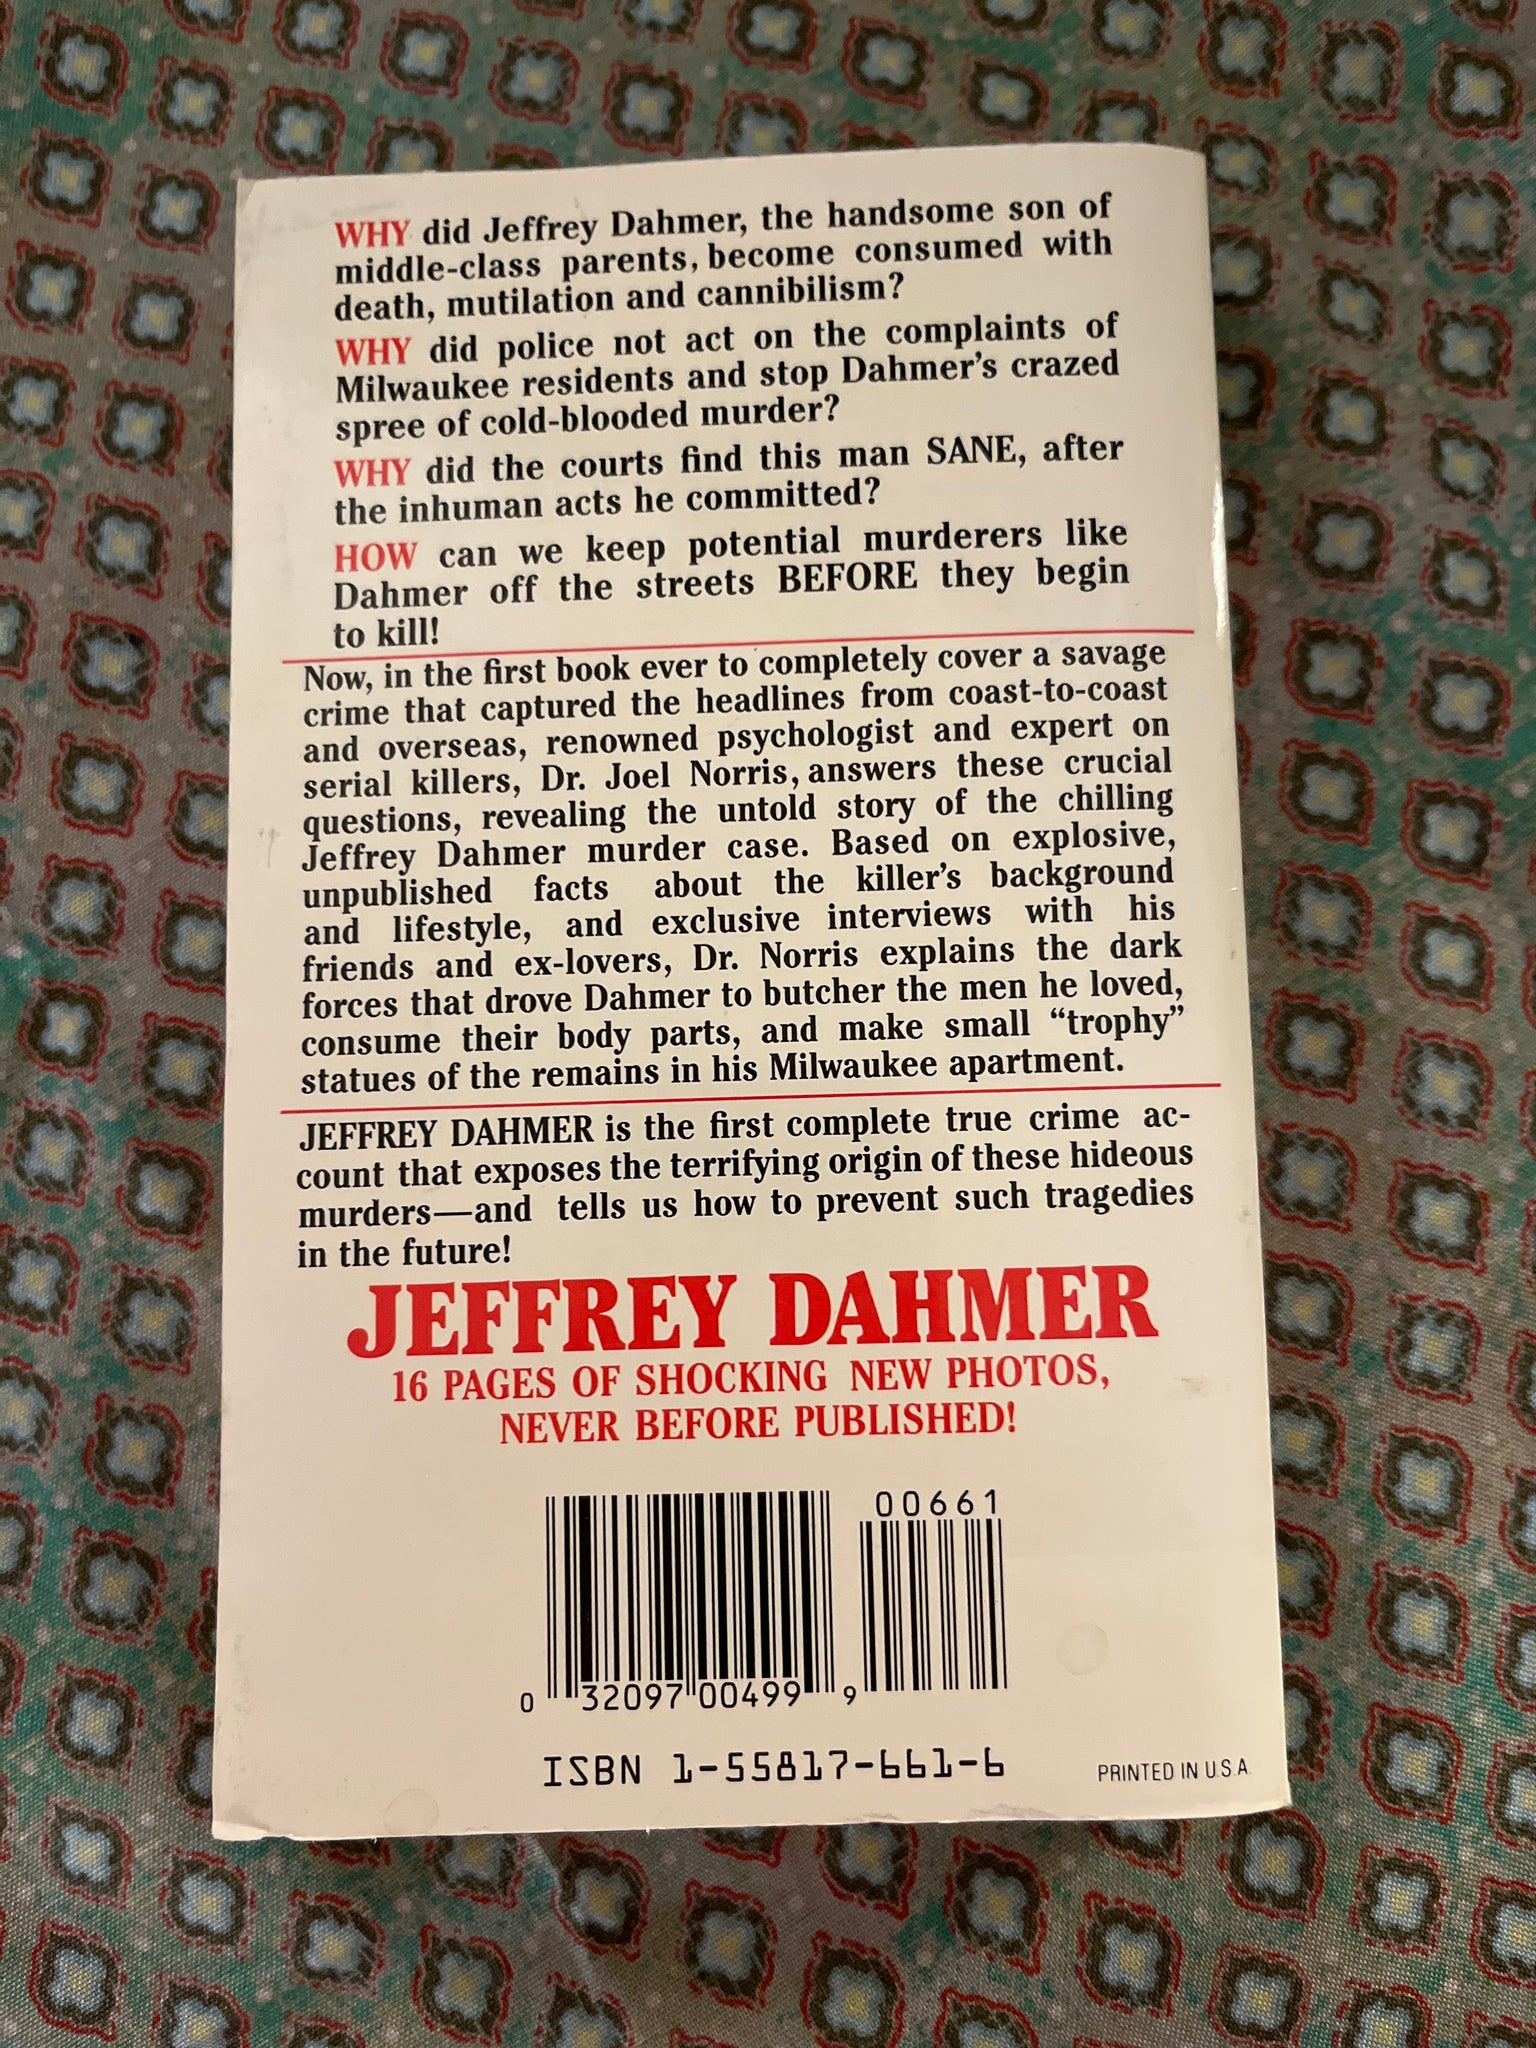 WHY did Jeffrey Dahmer, the handsome son of
middle-class parents, become consumed with
death, mutilation and cannibilism?
WHY did police not act on the complaints of
Milwaukee residents and stop Dahmer's crazed
spree of cold-blooded murder?
WHY did the courts find this man SANE, after
the inhuman acts he committed?
HOW can we keep potential murderers like
Dahmer off the streets BEFORE they begin
to kill!
Now, in the first book ever to completely cover a savage
crime that captured the headlines from coast-to-coast
and overseas, renowned psychologist and expert on
serial killers, Dr. Joel Norris, answers these crucial
questions, revealing the untold story of the chilling
Jeffrey Dahmer murder case. Based on explosive,
unpublished facts about the killer's background
and lifestyle, and exclusive interviews with his
friends and ex-lovers, Dr. Norris explains the dark
forces that drove Dahmer to butcher the men he loved,
consume their body parts, and make small “trophy”
statues of the remains in his Milwaukee apartment.
JEFFREY DAHMER is the first complete true crime ac-
count that exposes the terrifying origin of these hideous
murders—and tells us how to prevent such tragedies
in the future!
JEFFREY DAHMER
16 PAGES OF SHOCKING NEW PHOTOS,
NEVER BEFORE PUBLISHED!
00661
0 32097 00499 9
ISBN 1-55817-661-6
PRINTED IN U.S.A.